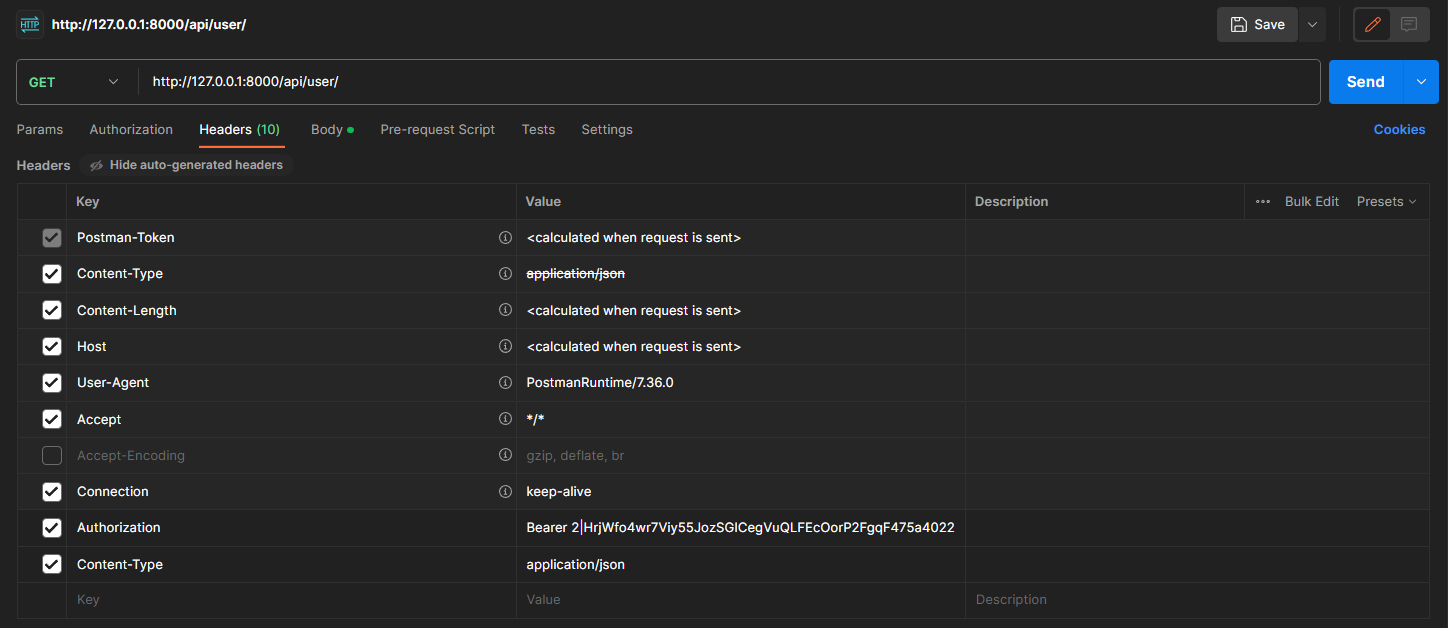 HTTP http://127.0.0.1:8000/api/user/ Save
GET http://127.0.0.1:8000/api/user/ Send
Params Authorization Headers (10) Body Pre-request Script Tests Settings Cookies
Headers Hide auto-generated headers
Key Value Description ••• Bulk Edit Presets
Postman-Token <calculated when request is sent>
Content-Type application/json
Content-Length <calculated when request is sent>
Host <calculated when request is sent>
User-Agent PostmanRuntime/7.36.0
Accept */*
Accept-Encoding gzip, deflate, br
Connection keep-alive
Authorization Bearer 2|HrjWfo4wr7Viy55JozSGICegVuQLFEcOorP2FgqF475a4022
Content-Type application/json
Key Value Description